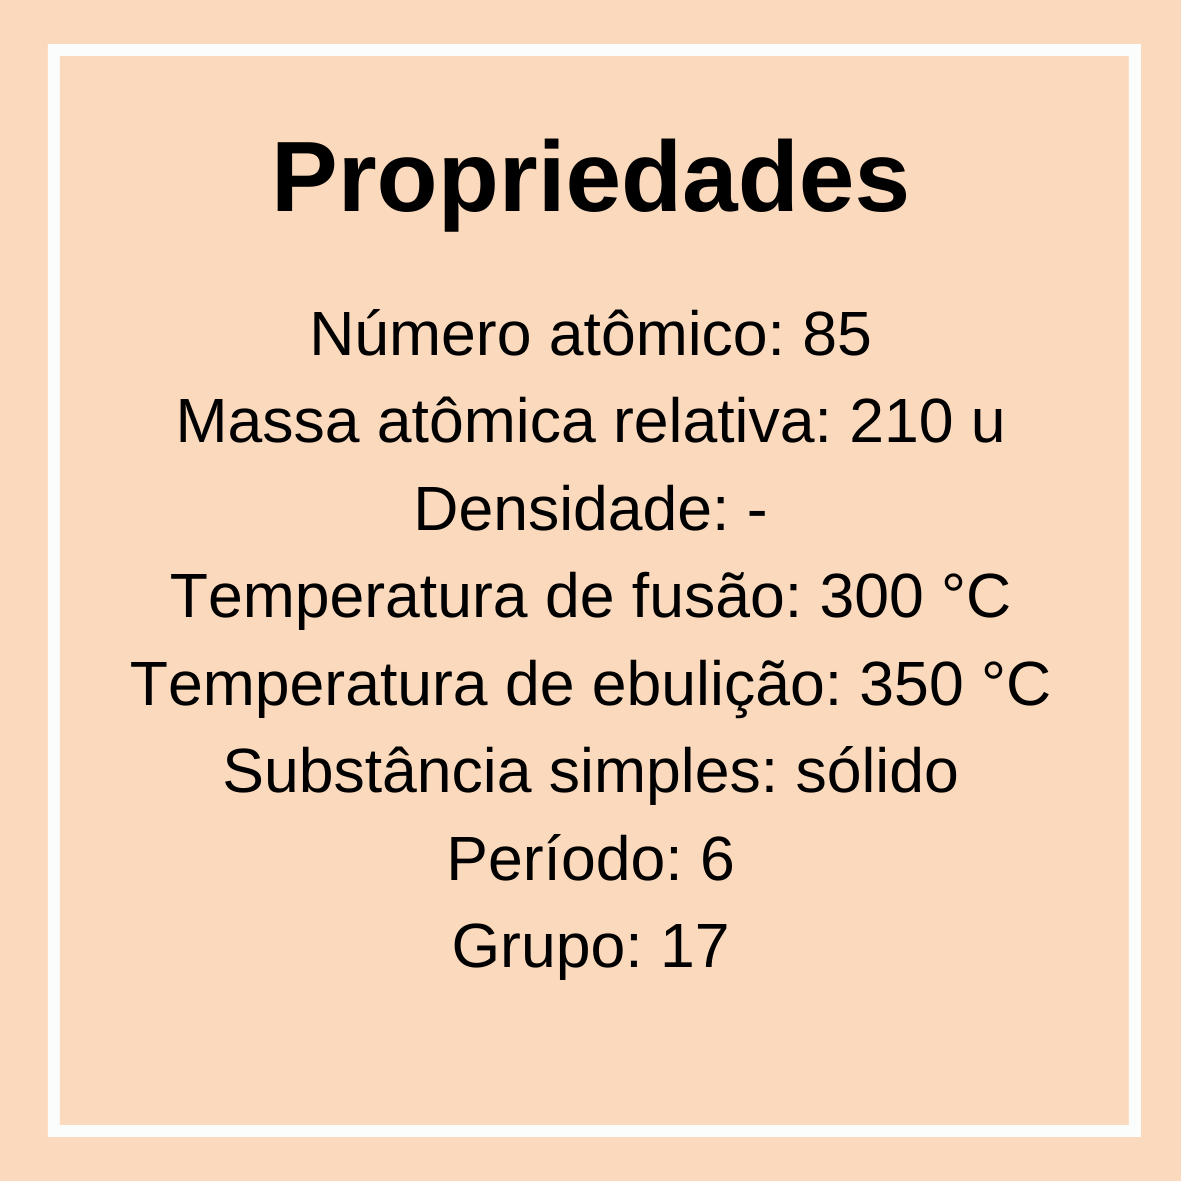 Propriedades
Número atômico: 85
Massa atômica relativa: 210 u
Densidade: -
Temperatura de fusão: 300 °C
Temperatura de ebulição: 350 °C
Substância simples: sólido
Período: 6
Grupo: 17